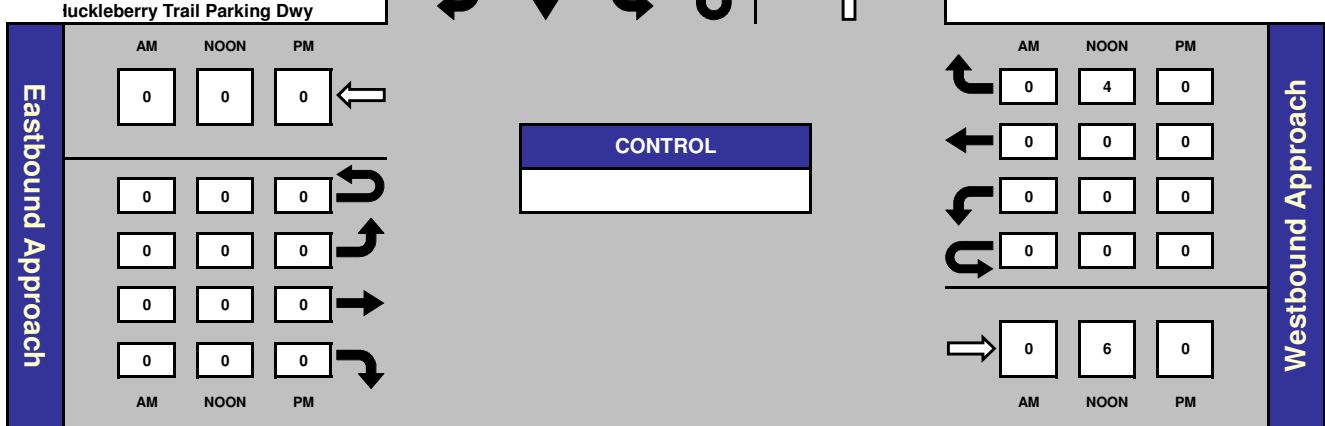 Huckleberry Trail Parking Dwy
AM NOON PM
0 0 0
0 0 0
0 0 0
0 0 0
0 0 0
AM NOON PM
Eastbound Approach
CONTROL
AM NOON PM
0 4 0
0 0 0
0 0 0
0 0 0
0 6 0
AM NOON PM
Westbound Approach